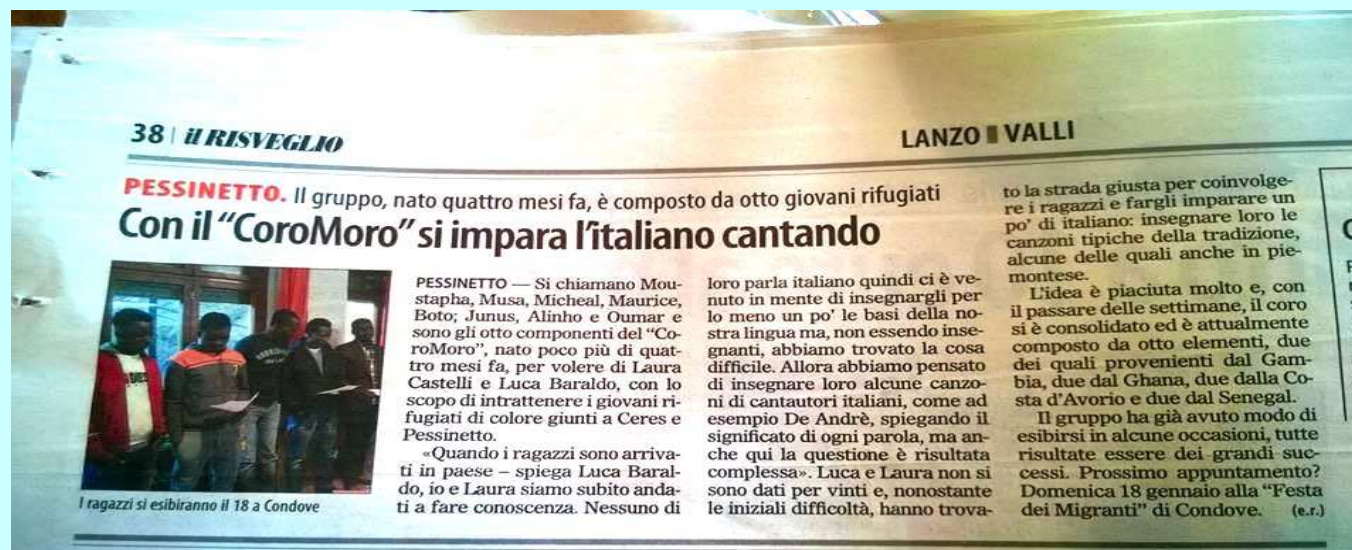 38 | il RISVEGLIO
LANZO VALLI
PESSINETTO. Il gruppo, nato quattro mesi fa, è composto da otto giovani rifugiati
Con il "CoroMoro" si impara l'italiano cantando
I ragazzi si esibiranno il 18 a Condove
PESSINETTO — Si chiamano Mou-
stapha, Musa, Micheal, Maurice,
Boto; Junus, Alinho e Oumar e
sono gli otto componenti del "Co-
roMoro", nato poco più di quat-
tro mesi fa, per volere di Laura
Castelli e Luca Baraldo, con lo
scopo di intrattenere i giovani ri-
fugiati di colore giunti a Ceres e
Pessinetto.
«Quando i ragazzi sono arriva-
ti in paese – spiega Luca Baral-
do, io e Laura siamo subito anda-
ti a fare conoscenza. Nessuno di
loro parla italiano quindi ci è ve-
nuto in mente di insegnargli per
lo meno un po' le basi della no-
stra lingua ma, non essendo inse-
gnanti, abbiamo trovato la cosa
difficile. Allora abbiamo pensato
di insegnare loro alcune canzo-
ni di cantautori italiani, come ad
esempio De Andrè, spiegando il
significato di ogni parola, ma an-
che qui la questione è risultata
complessa». Luca e Laura non si
sono dati per vinti e, nonostante
le iniziali difficoltà, hanno trova-
to la strada giusta per coinvolge-
re i ragazzi e fargli imparare un
po' di italiano: insegnare loro le
canzoni tipiche della tradizione,
alcune delle quali anche in pie-
montese.
L'idea è piaciuta molto e, con
il passare delle settimane, il coro
si è consolidato ed è attualmente
composto da otto elementi, due
dei quali provenienti dal Gam-
bia, due dal Ghana, due dalla Co-
sta d'Avorio e due dal Senegal.
Il gruppo ha già avuto modo di
esibirsi in alcune occasioni, tutte
risultate essere dei grandi suc-
cessi. Prossimo appuntamento?
Domenica 18 gennaio alla "Festa
dei Migranti" di Condove. (e.r.)